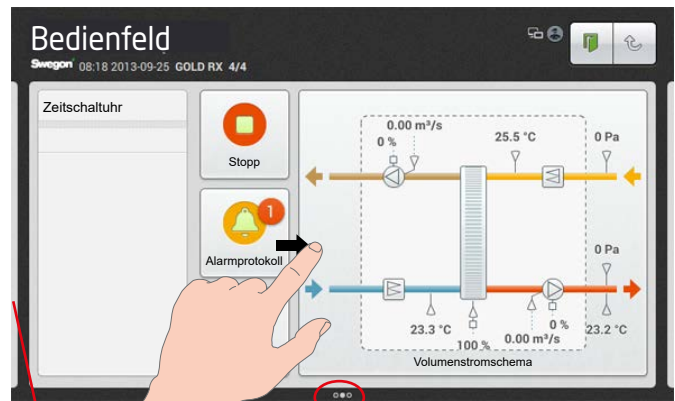 Bedienfeld
Swegon 08:18 2013-09-25 GOLD RX 4/4
Zeitschaltuhr
Stopp
1
Alarmprotokoll
0.00 m³/s
0 %
25.5 °C
0 Pa
0 Pa
23.3 °C
100 %
0.00 m³/s
0 %
23.2 °C
Volumenstromschema